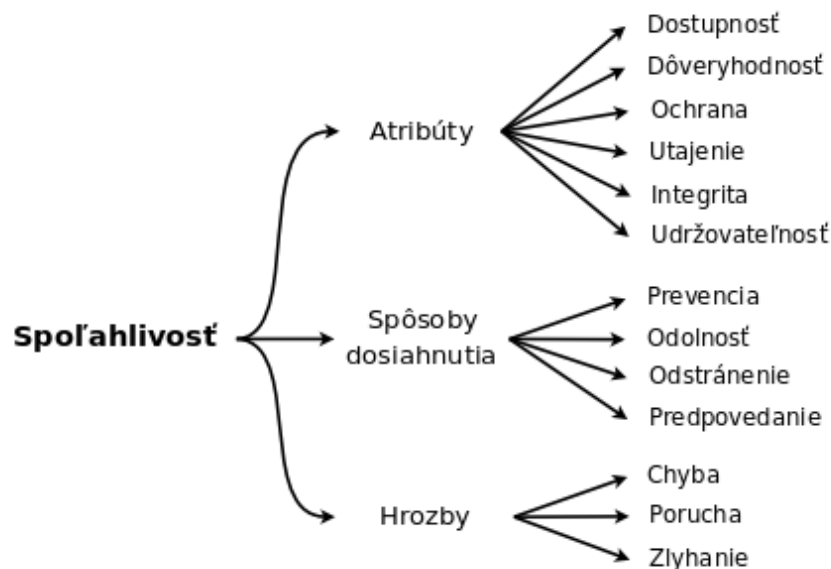 Dostupnosť
Dôveryhodnosť
Atribúty
Ochrana
Utajenie
Integrita
Udržovateľnosť
Spoľahlivosť
Spôsoby
dosiahnutia
Prevencia
Odolnosť
Odstránenie
Predpovedanie
Hrozby
Chyba
Porucha
Zlyhanie